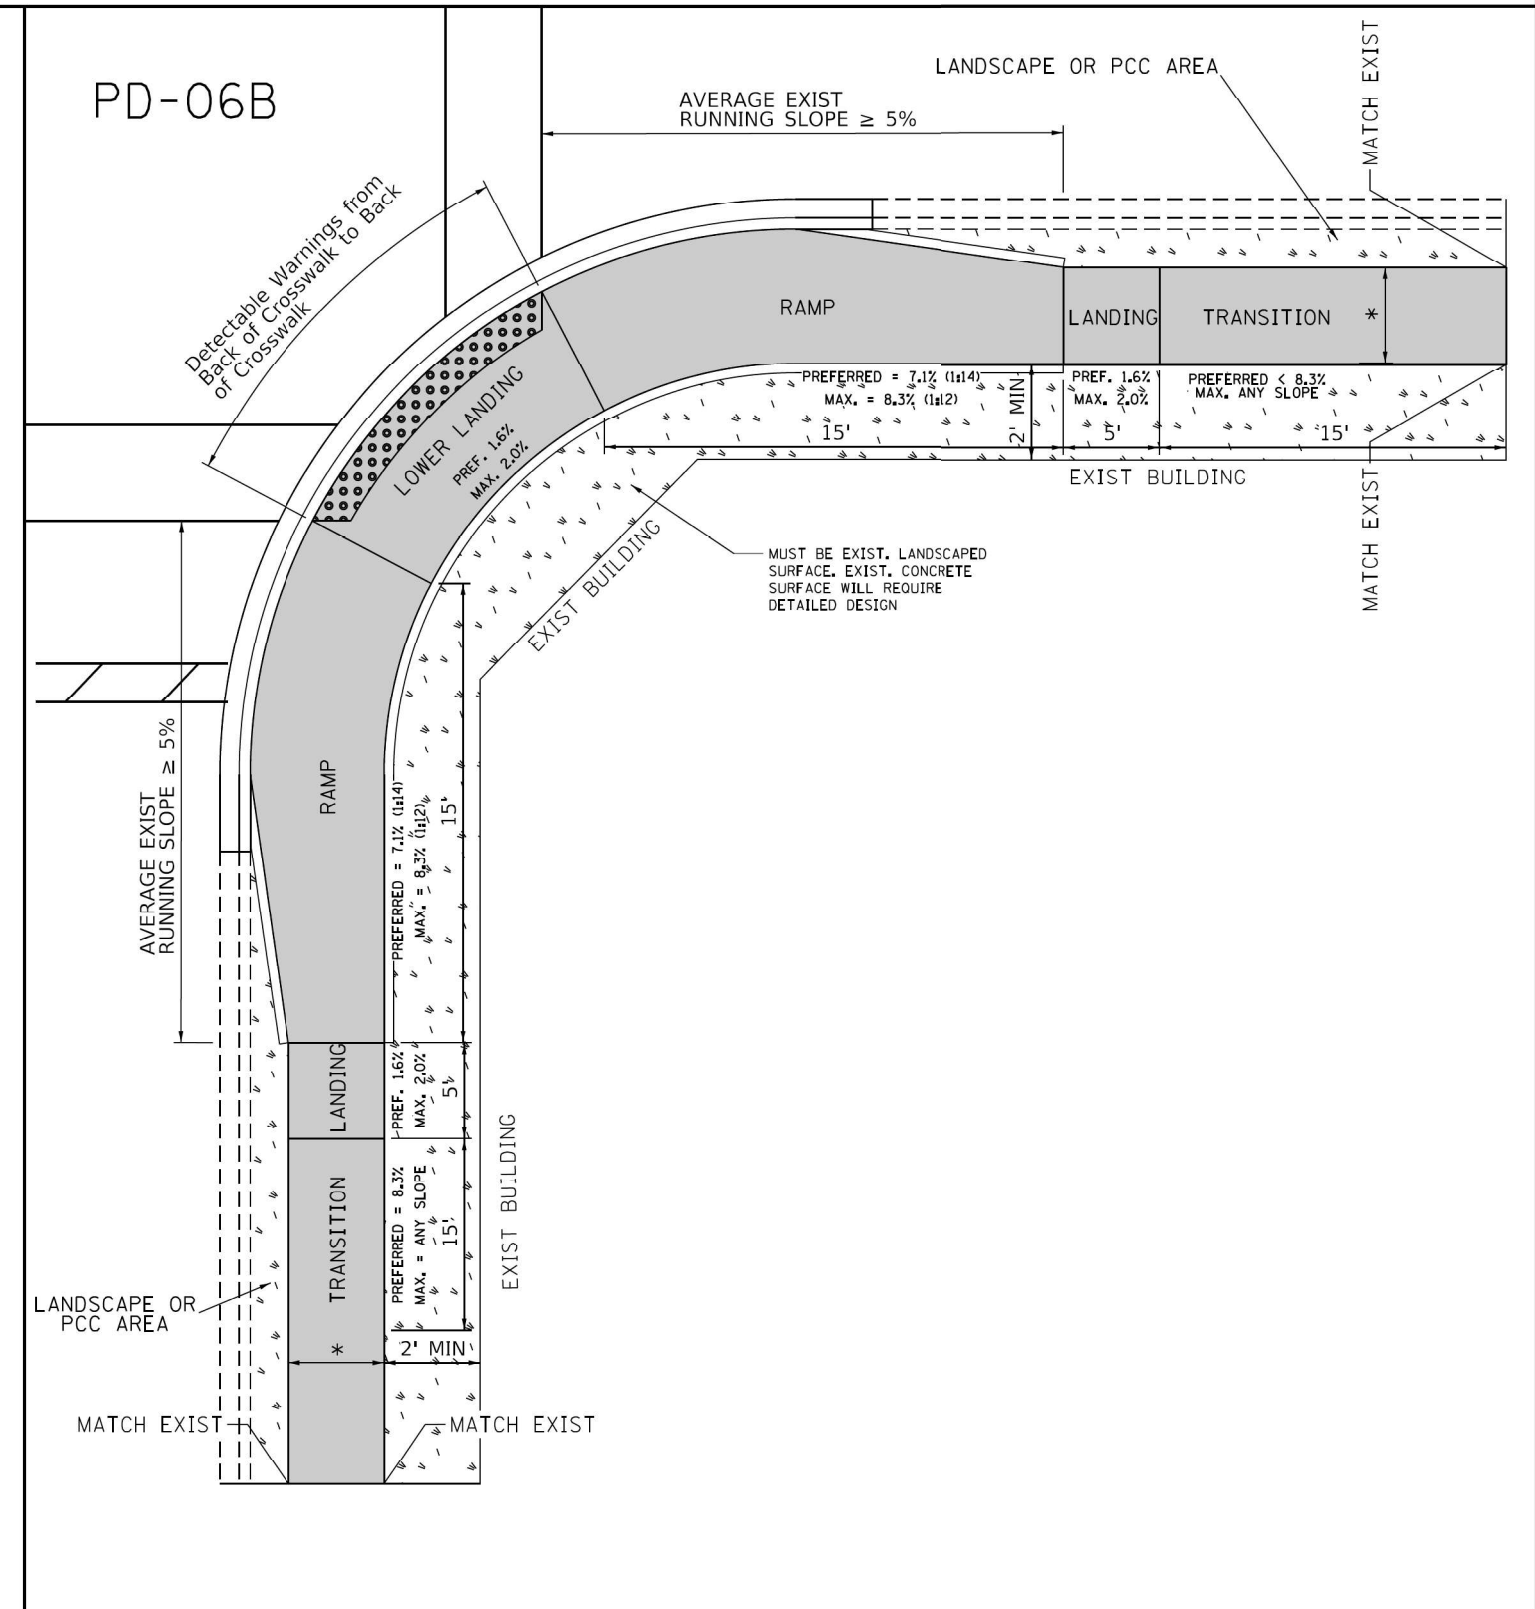 PD-06B
LANDSCAPE OR PCC AREA
MATCH EXIST
AVERAGE EXIST
RUNNING SLOPE ≥ 5%
Detectable Warnings from
Back of Crosswalk to Back
of Crosswalk
RAMP
LANDING
TRANSITION
*
LOWER LANDING
PREF. 1.6%
MAX. 2.0%
PREFERRED = 7.1% (1:14)
MAX. = 8.3% (1:12)
2' MIN
PREF. 1.6%
MAX. 2.0%
PREFERRED < 8.3%
MAX. ANY SLOPE
15'
5'
15'
EXIST BUILDING
MATCH EXIST
EXIST BUILDING
MUST BE EXIST. LANDSCAPED
SURFACE. EXIST. CONCRETE
SURFACE WILL REQUIRE
DETAILED DESIGN
AVERAGE EXIST
RUNNING SLOPE ≥ 5%
RAMP
PREFERRED = 7.1% (1:14)
MAX. = 8.3% (1:12)
15'
LANDING
PREF. 1.6%
MAX. 2.0%
5'
TRANSITION
PREFERRED = 8.3%
MAX. = ANY SLOPE
15'
EXIST BUILDING
LANDSCAPE OR
PCC AREA
*
2' MIN
MATCH EXIST
MATCH EXIST